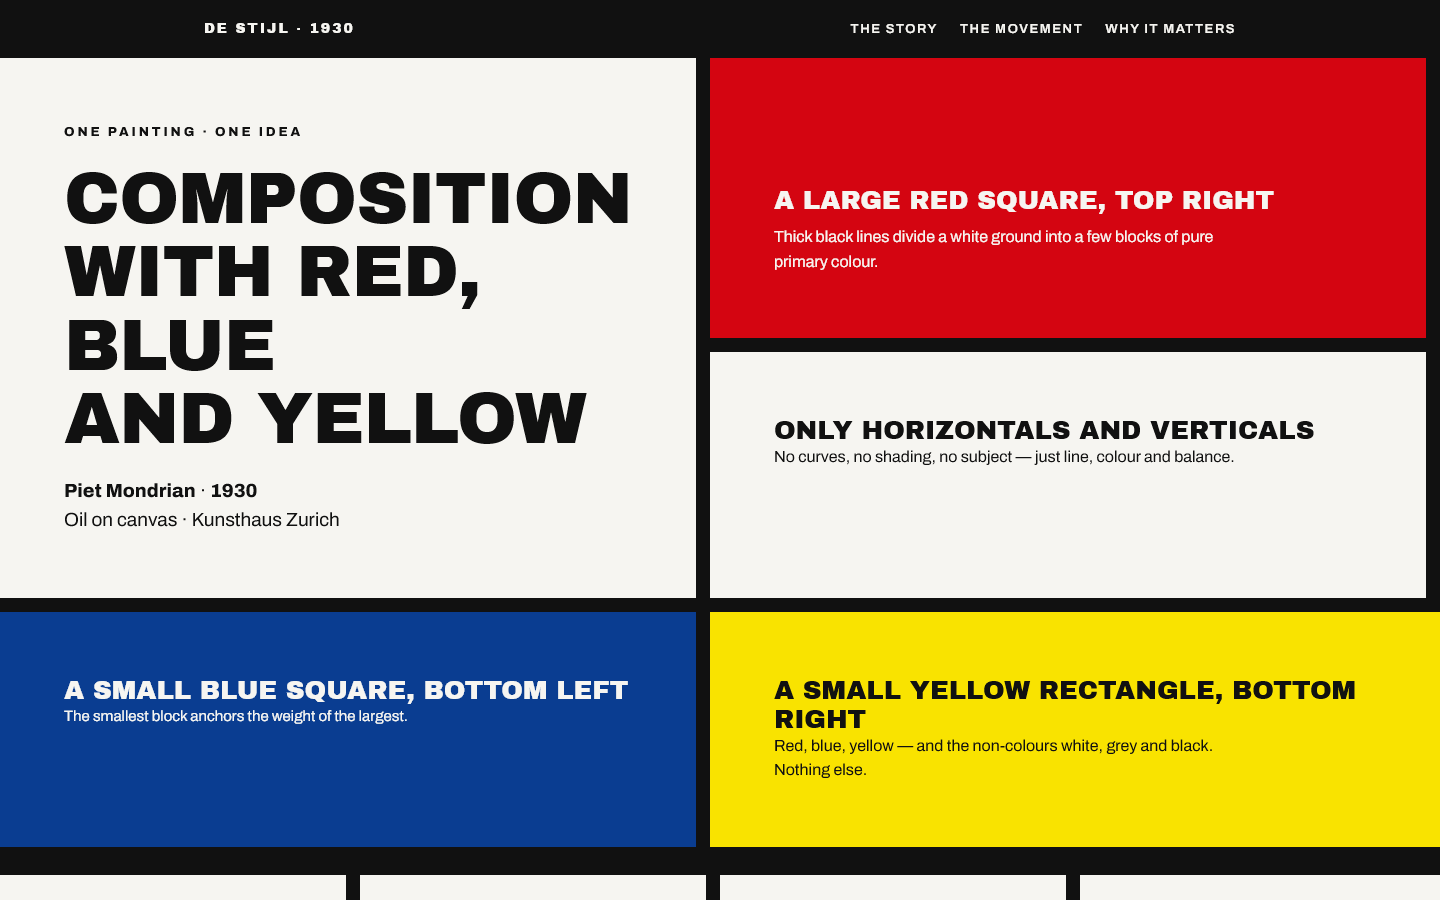 DE STIJL · 1930
THE STORY THE MOVEMENT WHY IT MATTERS
ONE PAINTING · ONE IDEA
COMPOSITION
WITH RED,
BLUE
AND YELLOW
Piet Mondrian · 1930
Oil on canvas · Kunsthaus Zurich
A LARGE RED SQUARE, TOP RIGHT
Thick black lines divide a white ground into a few blocks of pure
primary colour.
ONLY HORIZONTALS AND VERTICALS
No curves, no shading, no subject — just line, colour and balance.
A SMALL BLUE SQUARE, BOTTOM LEFT
The smallest block anchors the weight of the largest.
A SMALL YELLOW RECTANGLE, BOTTOM
RIGHT
Red, blue, yellow — and the non-colours white, grey and black.
Nothing else.